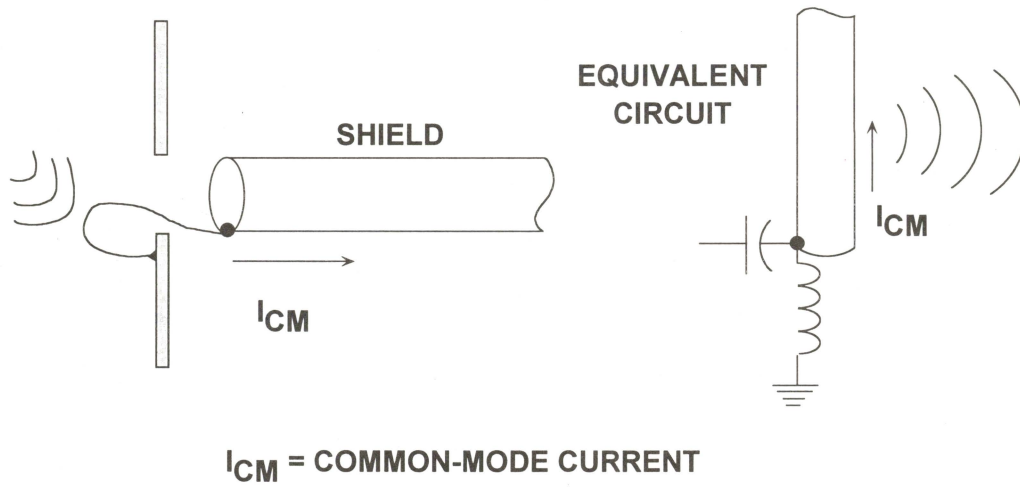 EQUIVALENT
CIRCUIT
SHIELD
ICM
ICM
ICM = COMMON-MODE CURRENT